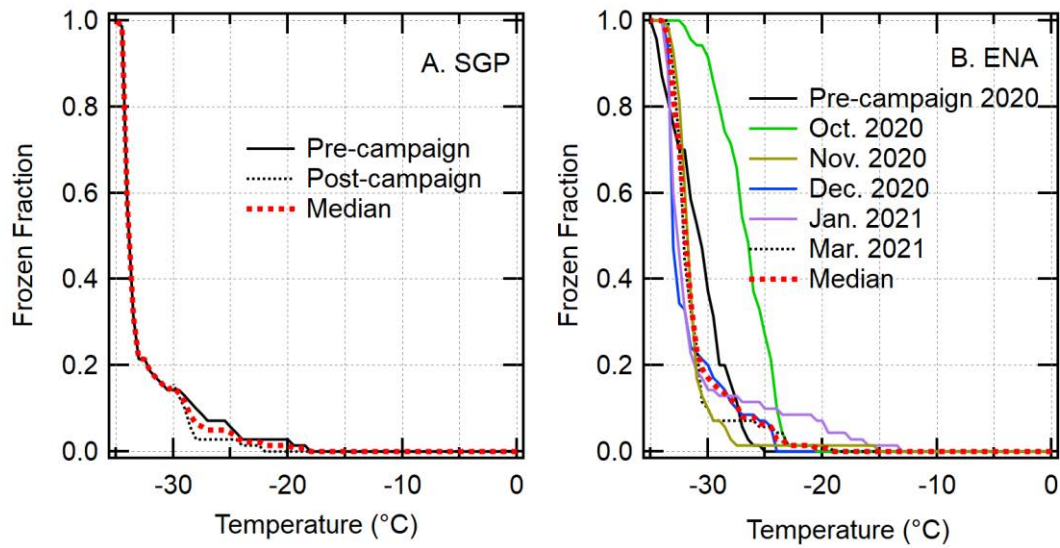 A. SGP
Frozen Fraction
1.0
0.8
0.6
0.4
0.2
0.0
Pre-campaign
Post-campaign
Median
-30
-20
-10
0
Temperature (°C)
B. ENA
Frozen Fraction
1.0
0.8
0.6
0.4
0.2
0.0
Pre-campaign 2020
Oct. 2020
Nov. 2020
Dec. 2020
Jan. 2021
Mar. 2021
Median
-30
-20
-10
0
Temperature (°C)